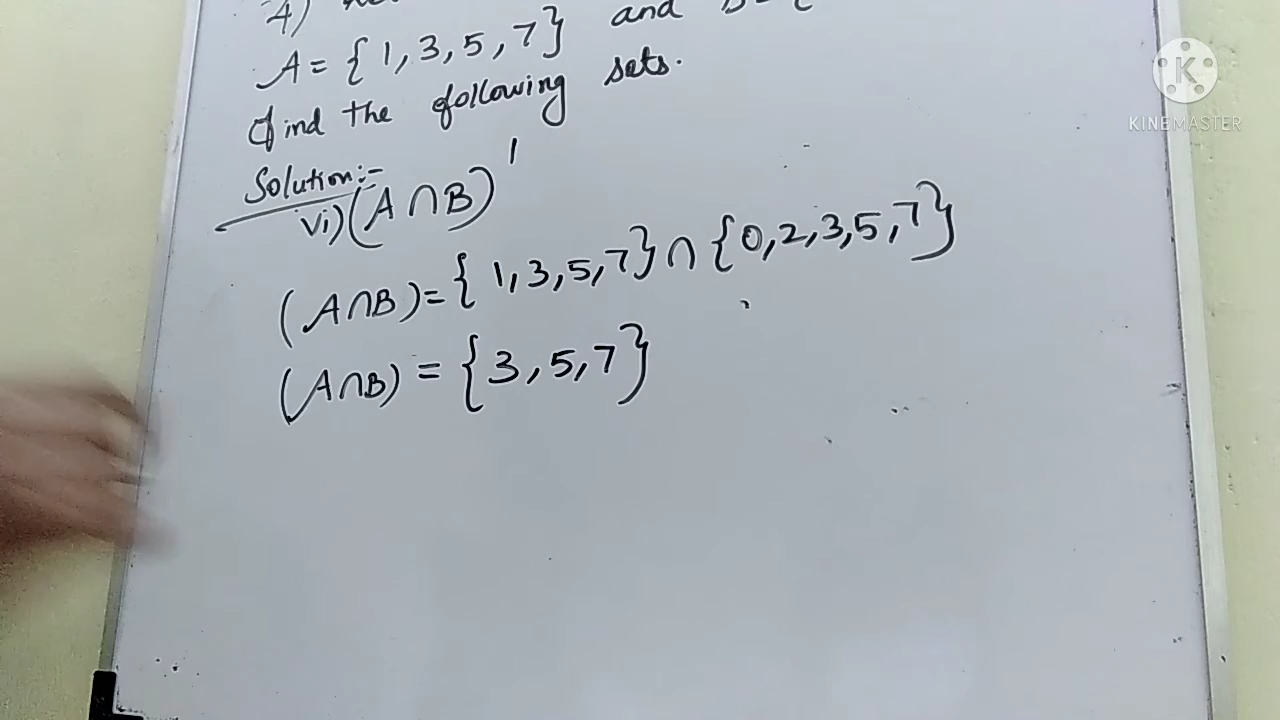 4)
A = { 1, 3, 5, 7 } and
find the following sets.
Solution:-
vi) (A ∩ B)'
(A∩B) = { 1, 3, 5, 7 } ∩ { 0, 2, 3, 5, 7 }
(A∩B) = { 3, 5, 7 }
K
KINEMASTER